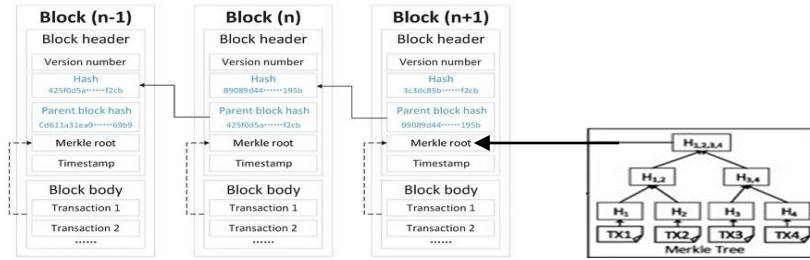 Block (n-1)
Block header
Version number
Hash
425f0d5a······f2cb
Parent block hash
Cd611a31ea9······69b9
Merkle root
Timestamp
Block body
Transaction 1
Transaction 2
······
Block (n)
Block header
Version number
Hash
B9089d44······195b
Parent block hash
425f0d5a······f2cb
Merkle root
Timestamp
Block body
Transaction 1
Transaction 2
······
Block (n+1)
Block header
Version number
Hash
3c3dc85b······f2cb
Parent block hash
B9089d44······195b
Merkle root
Timestamp
Block body
Transaction 1
Transaction 2
······
H1,2,3,4
H1,2 H3,4
H1 H2 H3 H4
TX1 TX2 TX3 TX4
Merkle Tree